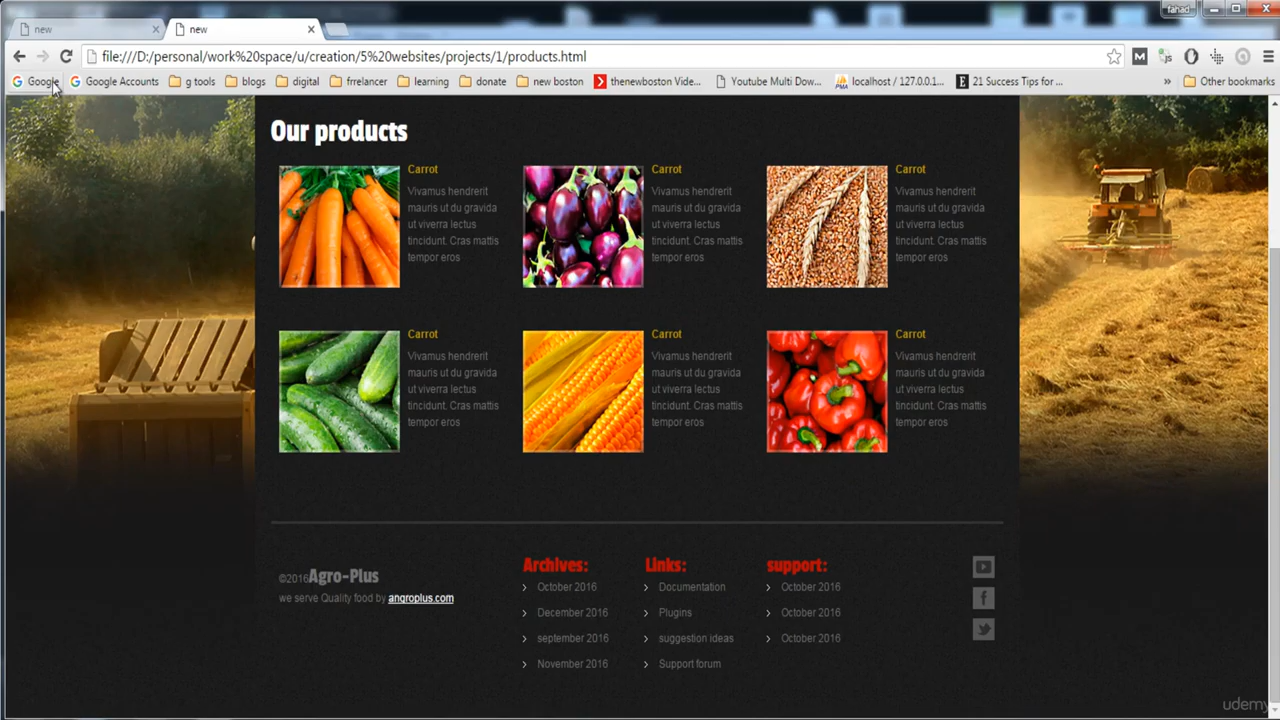 fahad
new
new
file:///D:/personal/work%20space/u/creation/5%20websites/projects/1/products.html
Google
Google Accounts
g tools
blogs
digital
frrelancer
learning
donate
new boston
thenewboston Vide...
Youtube Multi Dow...
localhost / 127.0.0.1...
21 Success Tips for ...
»
Other bookmarks
Our products
Carrot
Vivamus hendrerit
mauris ut du gravida
ut viverra lectus
tincidunt. Cras mattis
tempor eros
Carrot
Vivamus hendrerit
mauris ut du gravida
ut viverra lectus
tincidunt. Cras mattis
tempor eros
Carrot
Vivamus hendrerit
mauris ut du gravida
ut viverra lectus
tincidunt. Cras mattis
tempor eros
Carrot
Vivamus hendrerit
mauris ut du gravida
ut viverra lectus
tincidunt. Cras mattis
tempor eros
Carrot
Vivamus hendrerit
mauris ut du gravida
ut viverra lectus
tincidunt. Cras mattis
tempor eros
Carrot
Vivamus hendrerit
mauris ut du gravida
ut viverra lectus
tincidunt. Cras mattis
tempor eros
©2016Agro-Plus
we serve Quality food by angroplus.com
Archives:
October 2016
December 2016
september 2016
November 2016
Links:
Documentation
Plugins
suggestion ideas
Support forum
support:
October 2016
October 2016
October 2016
udemy